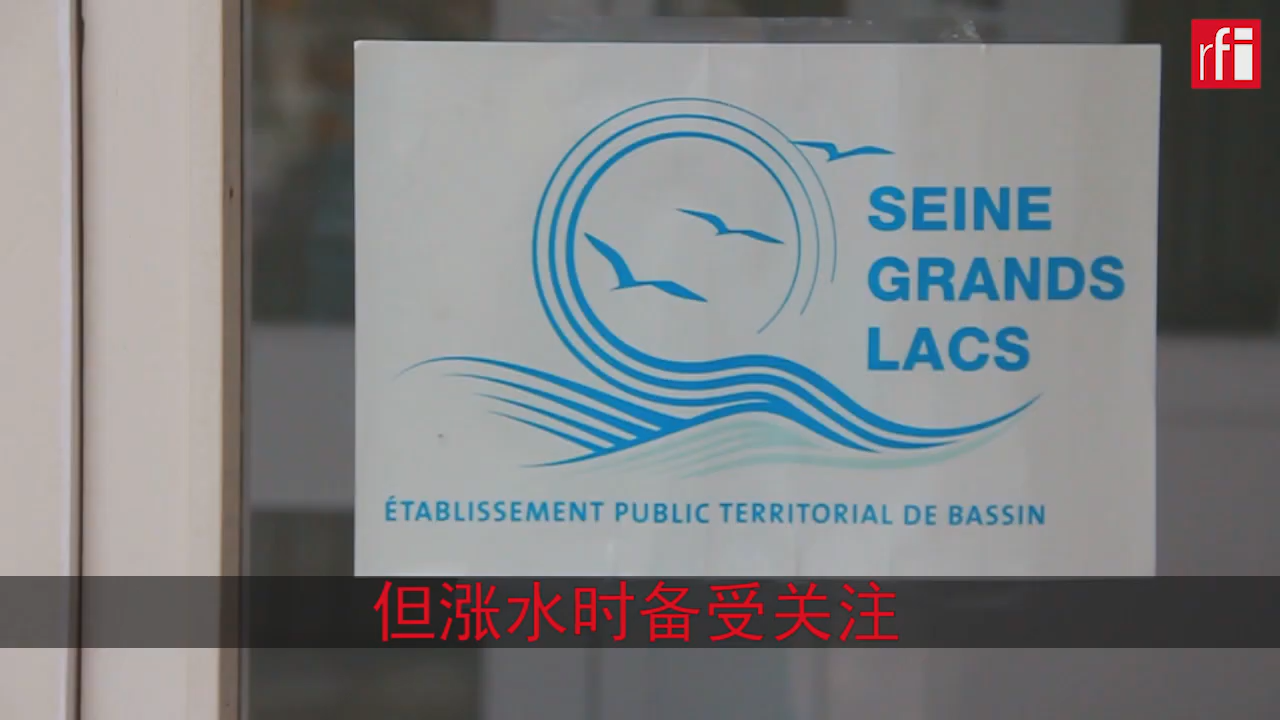 rfi
SEINE
GRANDS
LACS
ÉTABLISSEMENT PUBLIC TERRITORIAL DE BASSIN
但涨水时备受关注